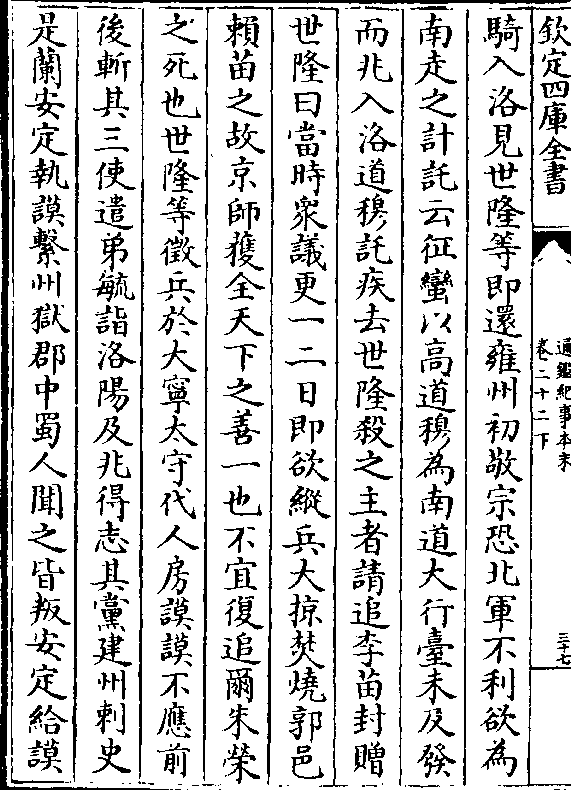 欽定四庫全書
通鑑紀事本末
卷二十二下
三十七
騎入洛見世隆等即還雍州初敬宗恐北軍不利欲為
南走之計託云征蠻以高道穆為南道大行臺未及發
而兆入洛道穆託疾去世隆殺之主者請追李苗封贈
世隆曰當時衆議更一二日即欲縱兵大掠焚燒郭邑
賴苗之故京師獲全天下之善一也不宜復追爾朱榮
之死也世隆等徵兵於大寧太守代人房謨謨不應前
後斬其三使遣弟毓詣洛陽及兆得志其黨建州刺史
是蘭安定執謨繫州獄郡中蜀人聞之皆叛安定給謨